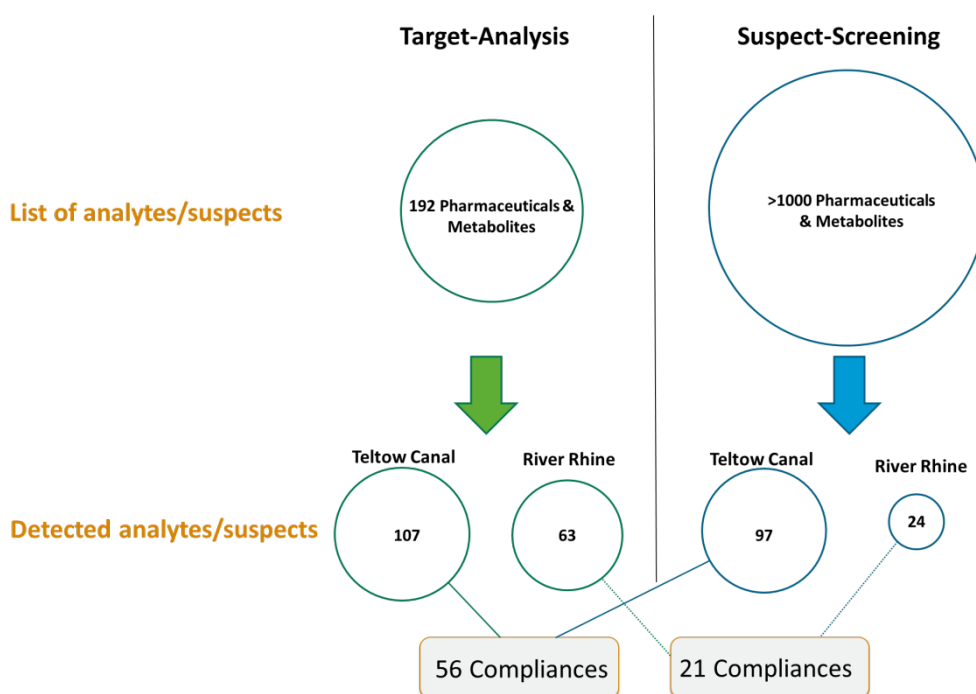 Target-Analysis
Suspect-Screening
List of analytes/suspects
192 Pharmaceuticals &
Metabolites
>1000 Pharmaceuticals
& Metabolites
Teltow Canal
River Rhine
Teltow Canal
River Rhine
Detected analytes/suspects
107
63
97
24
56 Compliances
21 Compliances